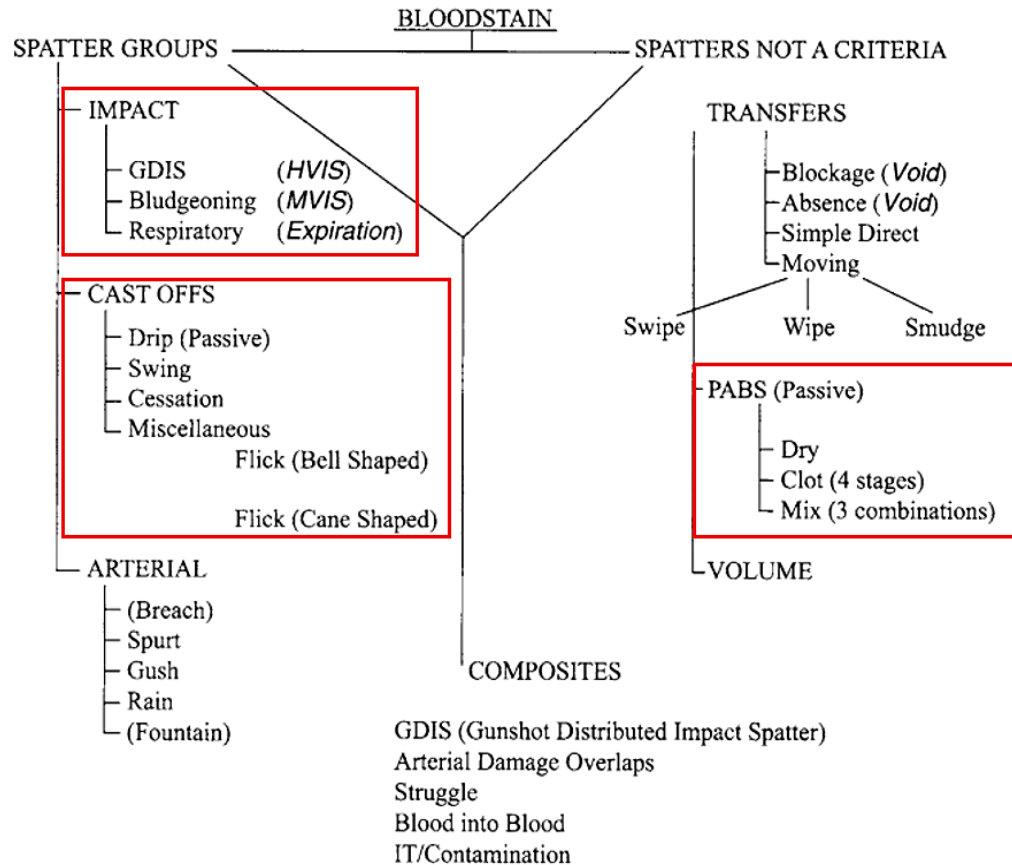 BLOODSTAIN
SPATTER GROUPS
SPATTERS NOT A CRITERIA
IMPACT
GDIS (HVIS)
Bludgeoning (MVIS)
Respiratory (Expiration)
CAST OFFS
Drip (Passive)
Swing
Cessation
Miscellaneous
Flick (Bell Shaped)
Flick (Cane Shaped)
ARTERIAL
(Breach)
Spurt
Gush
Rain
(Fountain)
TRANSFERS
Blockage (Void)
Absence (Void)
Simple Direct
Moving
Swipe Wipe Smudge
PABS (Passive)
Dry
Clot (4 stages)
Mix (3 combinations)
VOLUME
COMPOSITES
GDIS (Gunshot Distributed Impact Spatter)
Arterial Damage Overlaps
Struggle
Blood into Blood
IT/Contamination